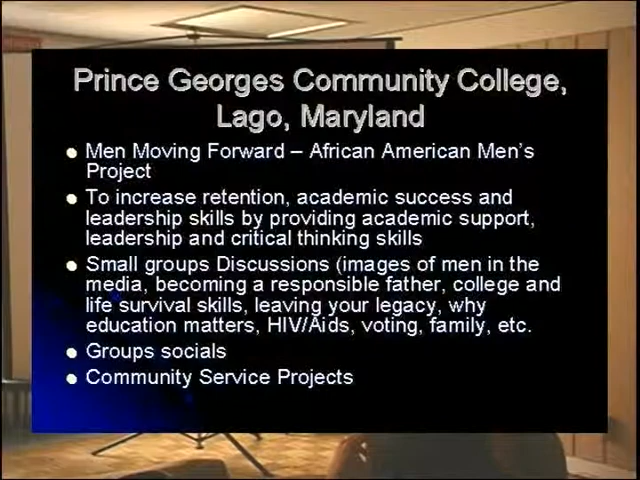 Prince Georges Community College,
Lago, Maryland
Men Moving Forward – African American Men's
Project
To increase retention, academic success and
leadership skills by providing academic support,
leadership and critical thinking skills
Small groups Discussions (images of men in the
media, becoming a responsible father, college and
life survival skills, leaving your legacy, why
education matters, HIV/Aids, voting, family, etc.
Groups socials
Community Service Projects